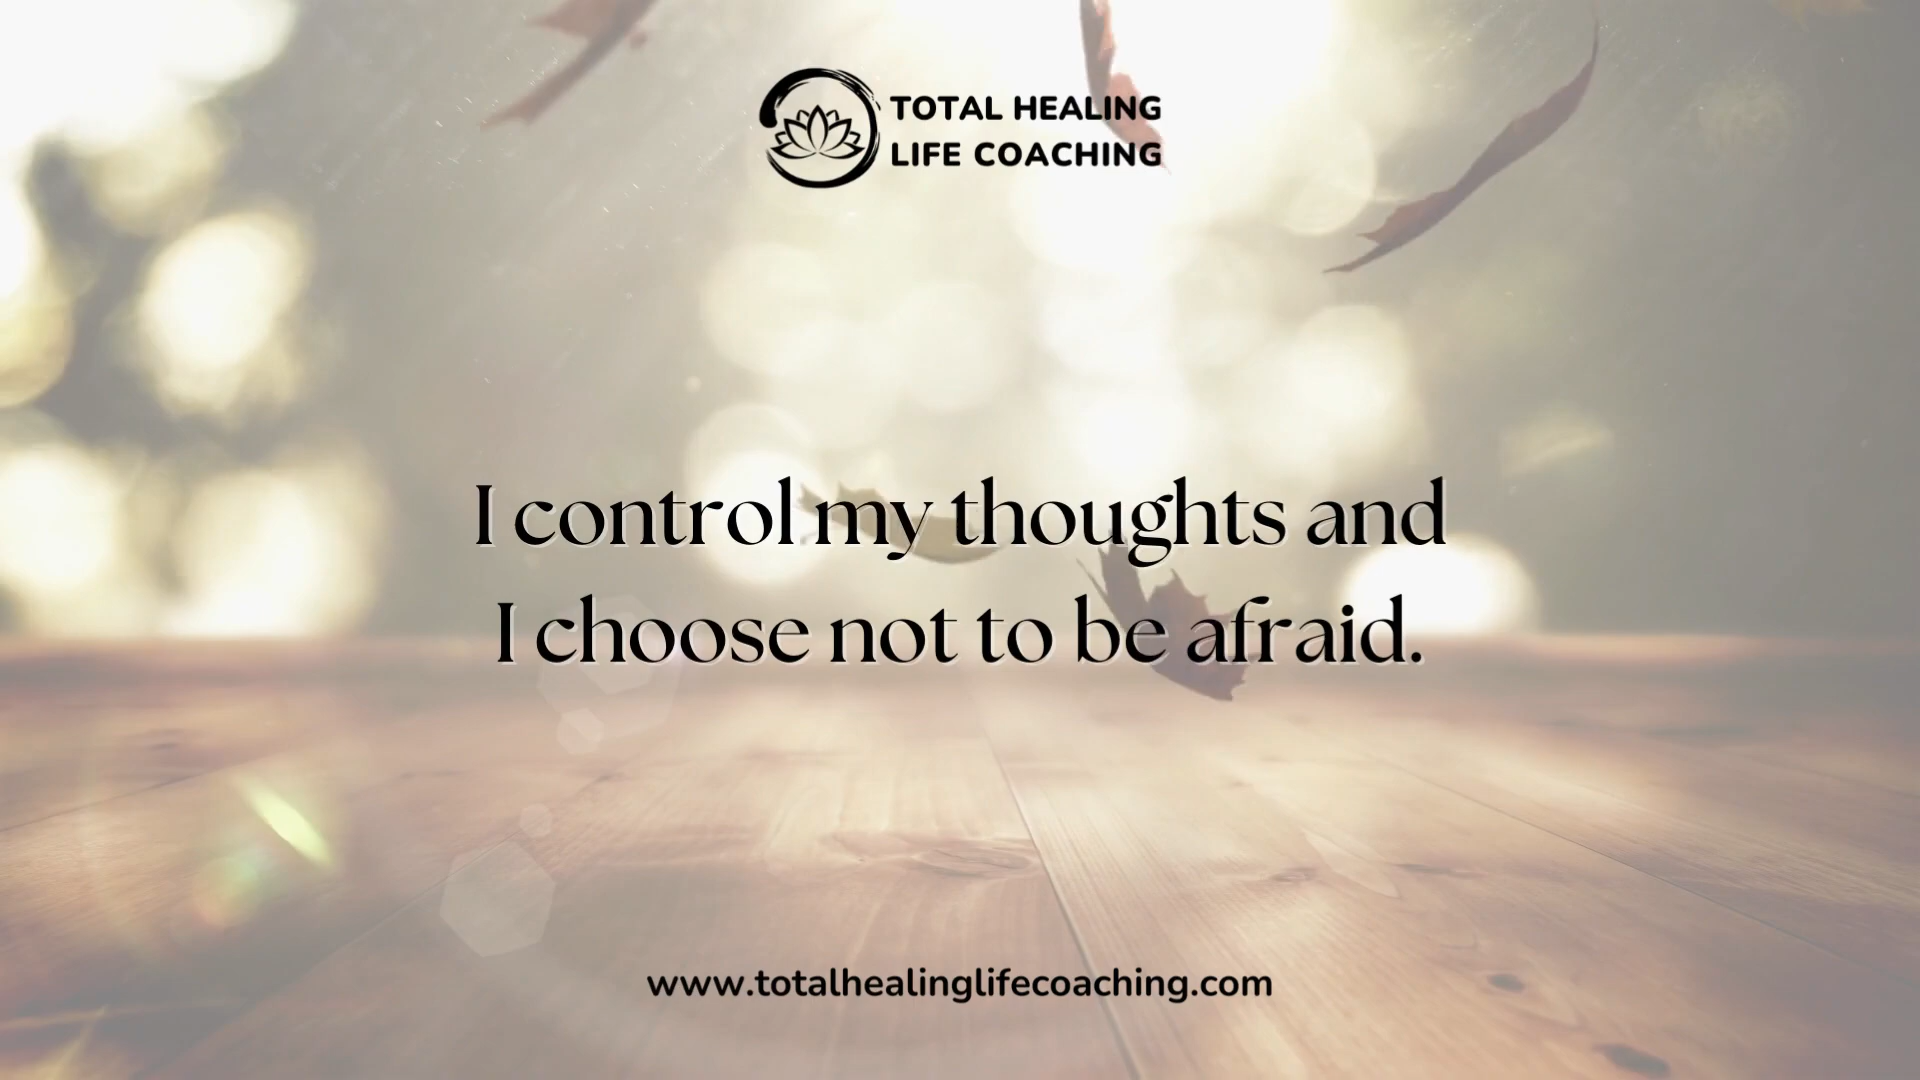 TOTAL HEALING
LIFE COACHING
I control my thoughts and
I choose not to be afraid.
www.totalhealinglifecoaching.com